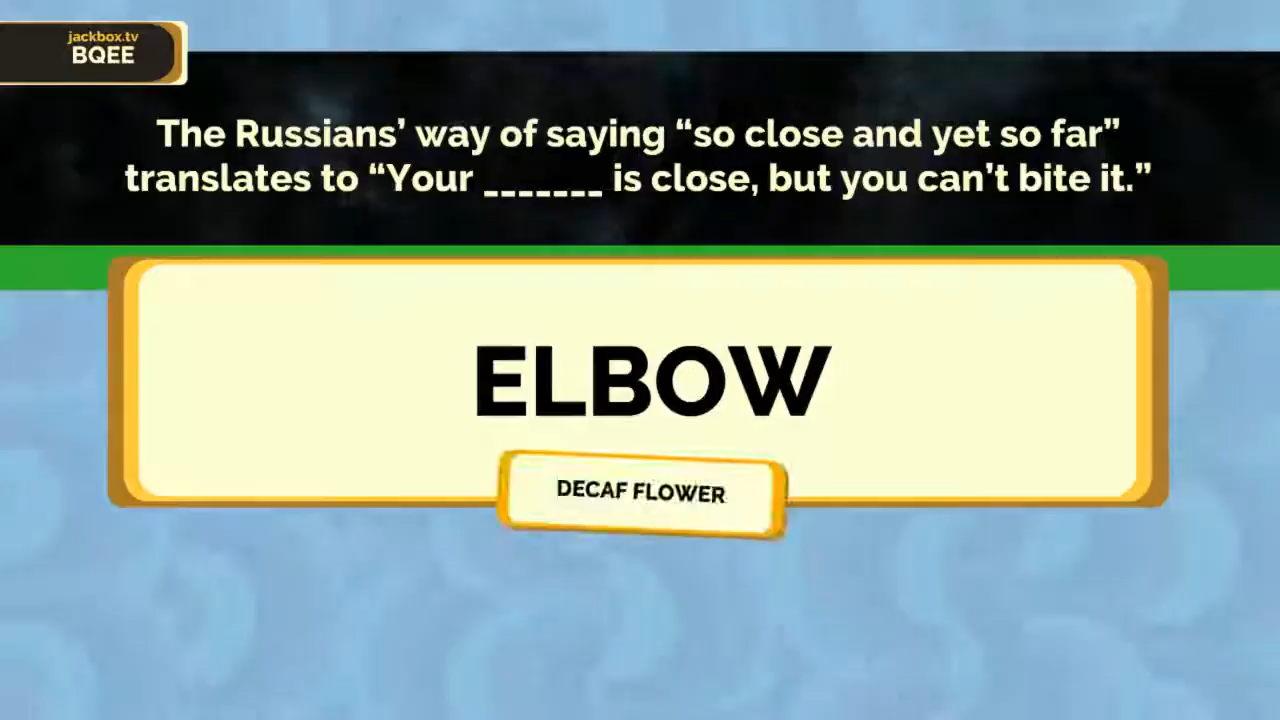 jackbox.tv
BQEE
The Russians’ way of saying “so close and yet so far”
translates to “Your _______ is close, but you can’t bite it.”
ELBOW
DECAF FLOWER